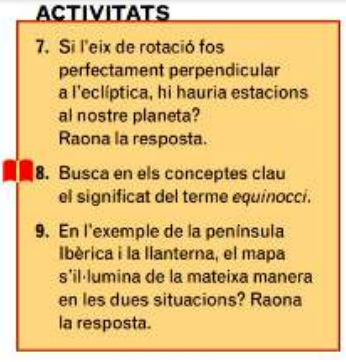 ACTIVITATS
7. Si l'eix de rotació fos
perfectament perpendicular
a l'eclíptica, hi hauria estacions
al nostre planeta?
Raona la resposta.
8. Busca en els conceptes clau
el significat del terme equinocci.
9. En l'exemple de la península
Ibèrica i la llanterna, el mapa
s'il·lumina de la mateixa manera
en les dues situacions? Raona
la resposta.